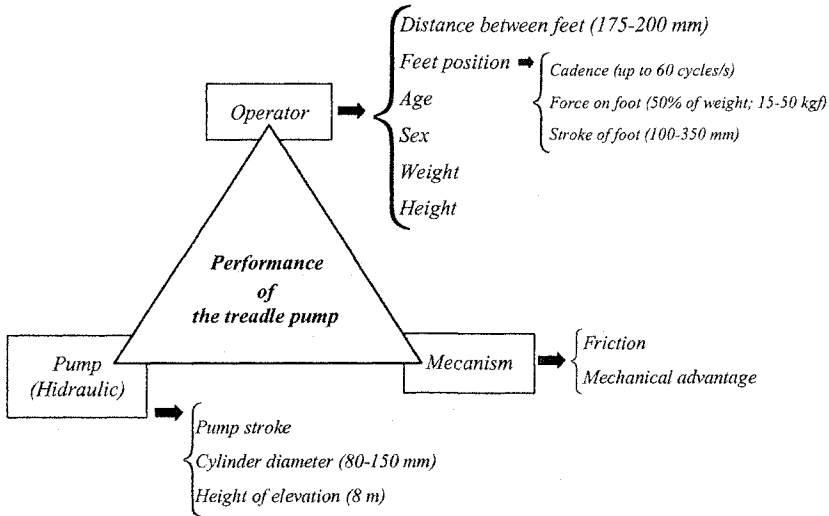 Distance between feet (175-200 mm)
Feet position
Cadence (up to 60 cycles/s)
Force on foot (50% of weight; 15-50 kgf)
Stroke of foot (100-350 mm)
Age
Sex
Weight
Height
Operator
Performance
of
the treadle pump
Pump
(Hidraulic)
Mecanism
Friction
Mechanical advantage
Pump stroke
Cylinder diameter (80-150 mm)
Height of elevation (8 m)